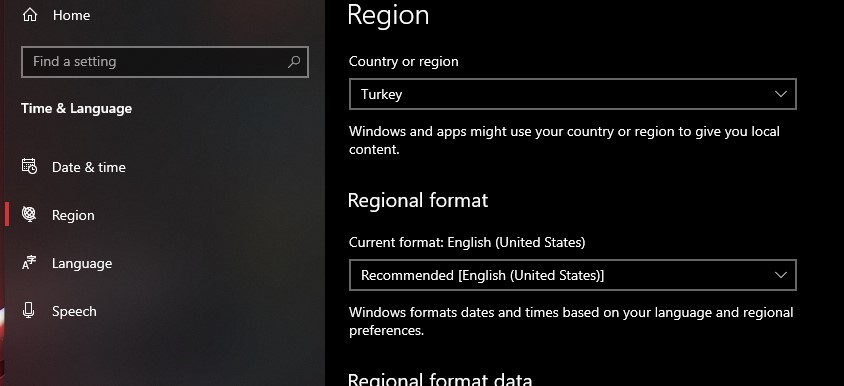 Home
Find a setting
Time & Language
Date & time
Region
Language
Speech
Region
Country or region
Turkey
Windows and apps might use your country or region to give you local
content.
Regional format
Current format: English (United States)
Recommended [English (United States)]
Windows formats dates and times based on your language and regional
preferences.
Regional format data